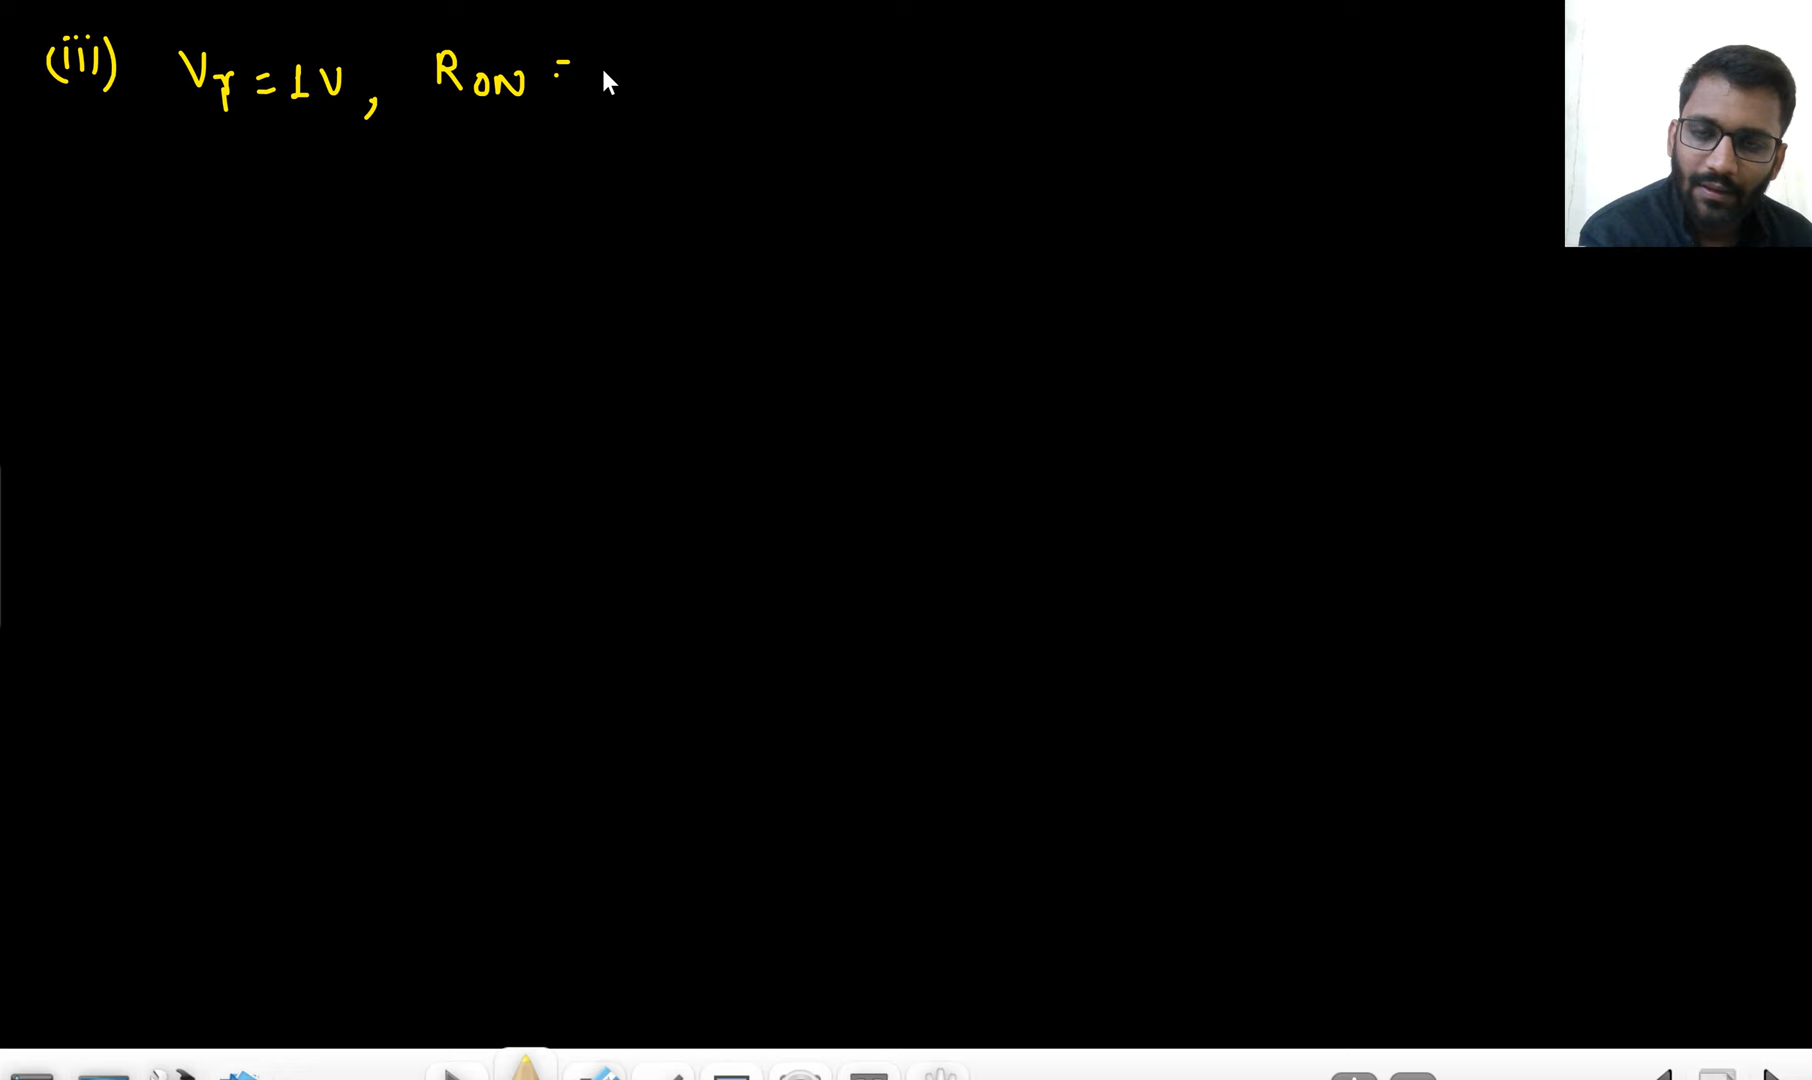 (iii) Vγ = 1V, RON =